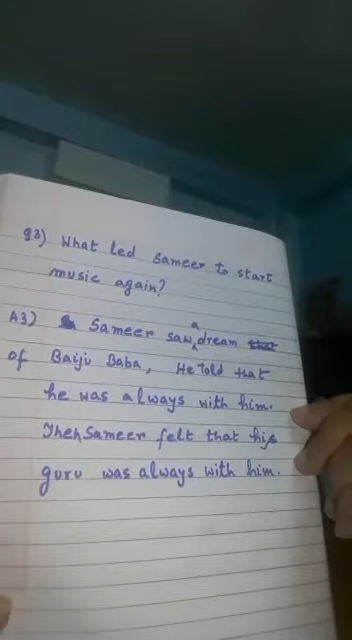 Q3) What led Sameer to start
music again?
A3) Sameer saw a dream that
of Baiju Baba, He told that
he was always with him.
Then Sameer felt that his
guru was always with him.